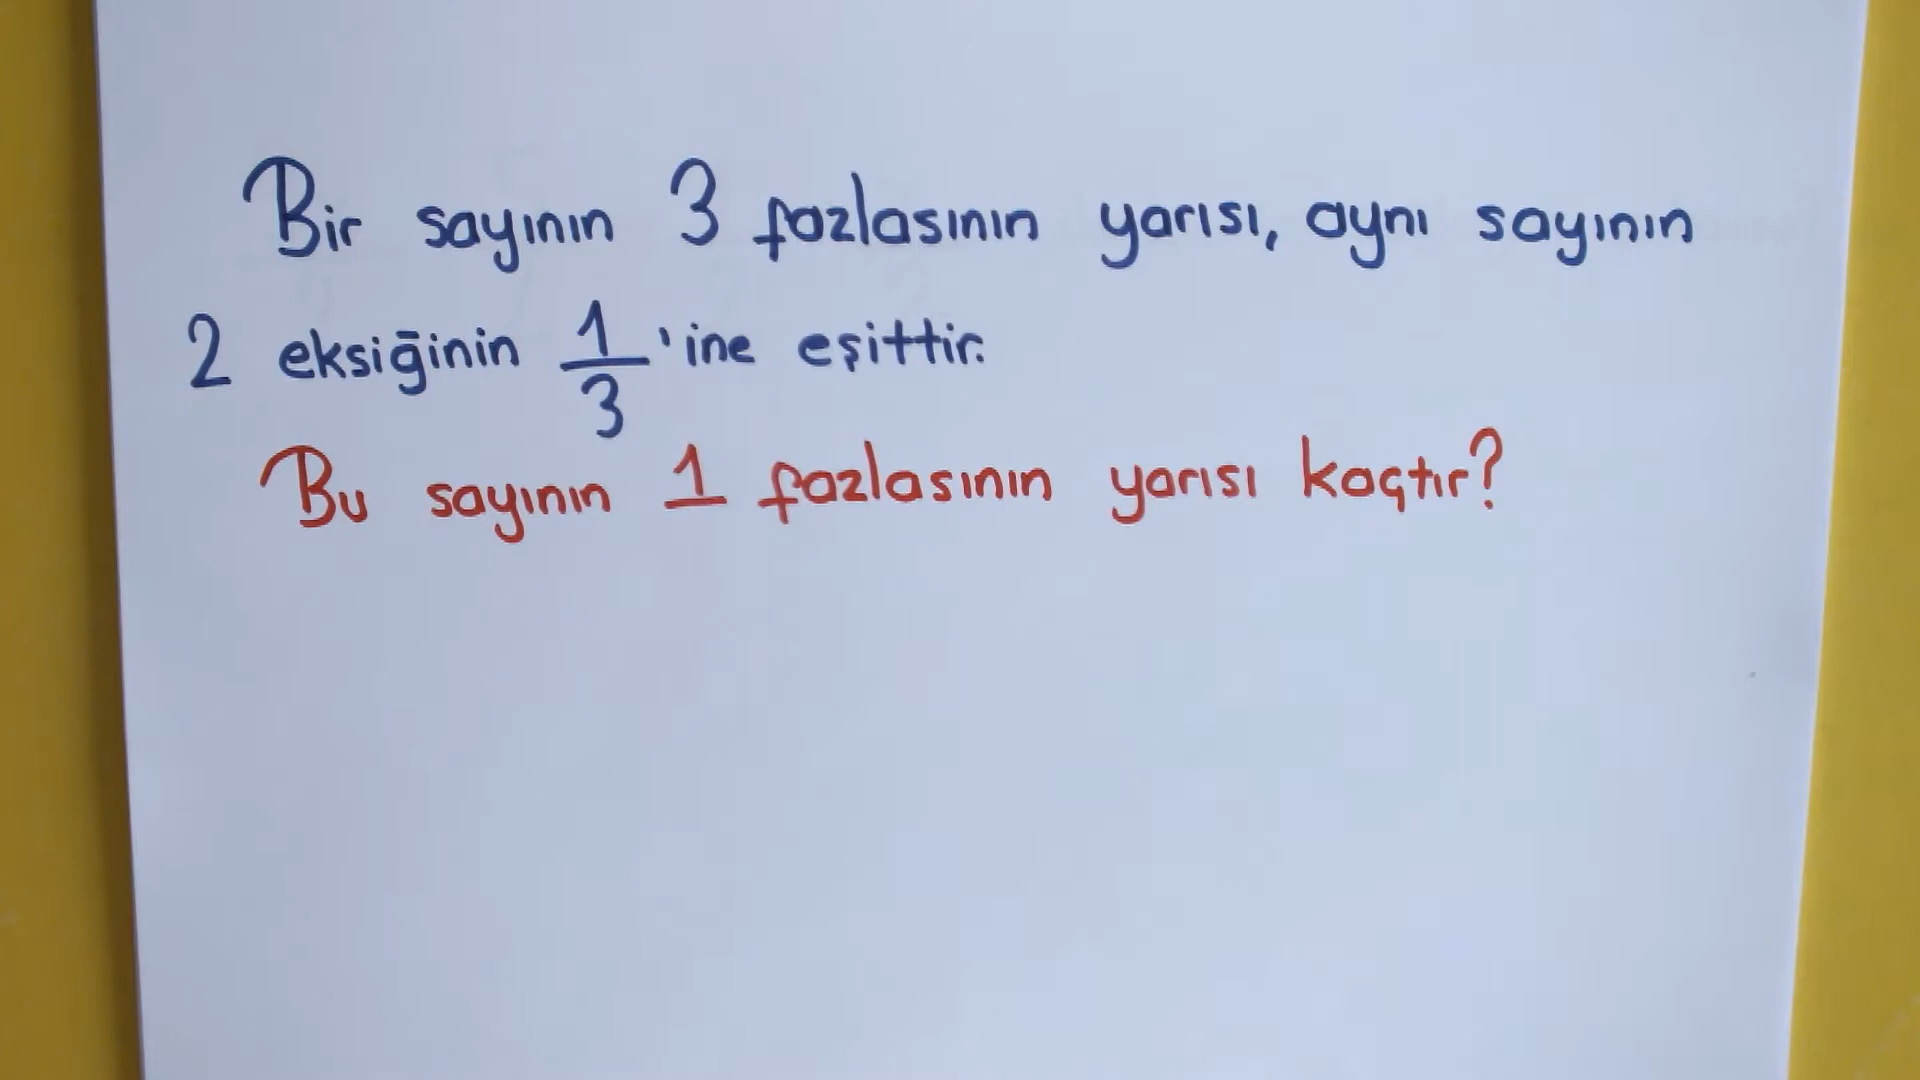 Bir sayının 3 fazlasının yarısı, aynı sayının
2 eksiğinin 1/3 'ine eşittir.
Bu sayının 1 fazlasının yarısı kaçtır?